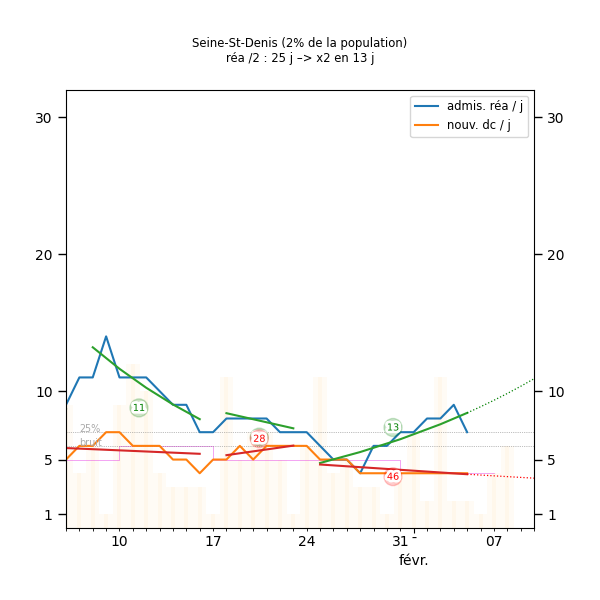 Seine-St-Denis (2% de la population)
réa /2 : 25 j –> x2 en 13 j
admis. réa / j
nouv. dc / j
30 30
20 20
10 10
11
13
25%
bruit
28
5 5
46
1 1
10 17 24 31 07
févr.